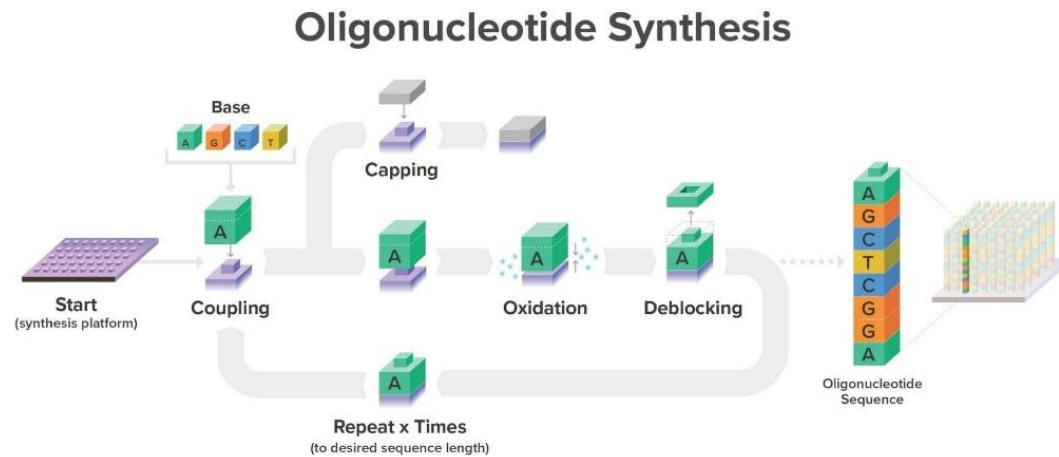 Oligonucleotide Synthesis
Base
A G C T
Capping
A
A
A
A
Start
(synthesis platform)
Coupling
Oxidation
Deblocking
A
Repeat x Times
(to desired sequence length)
A
G
C
T
C
G
G
A
Oligonucleotide
Sequence